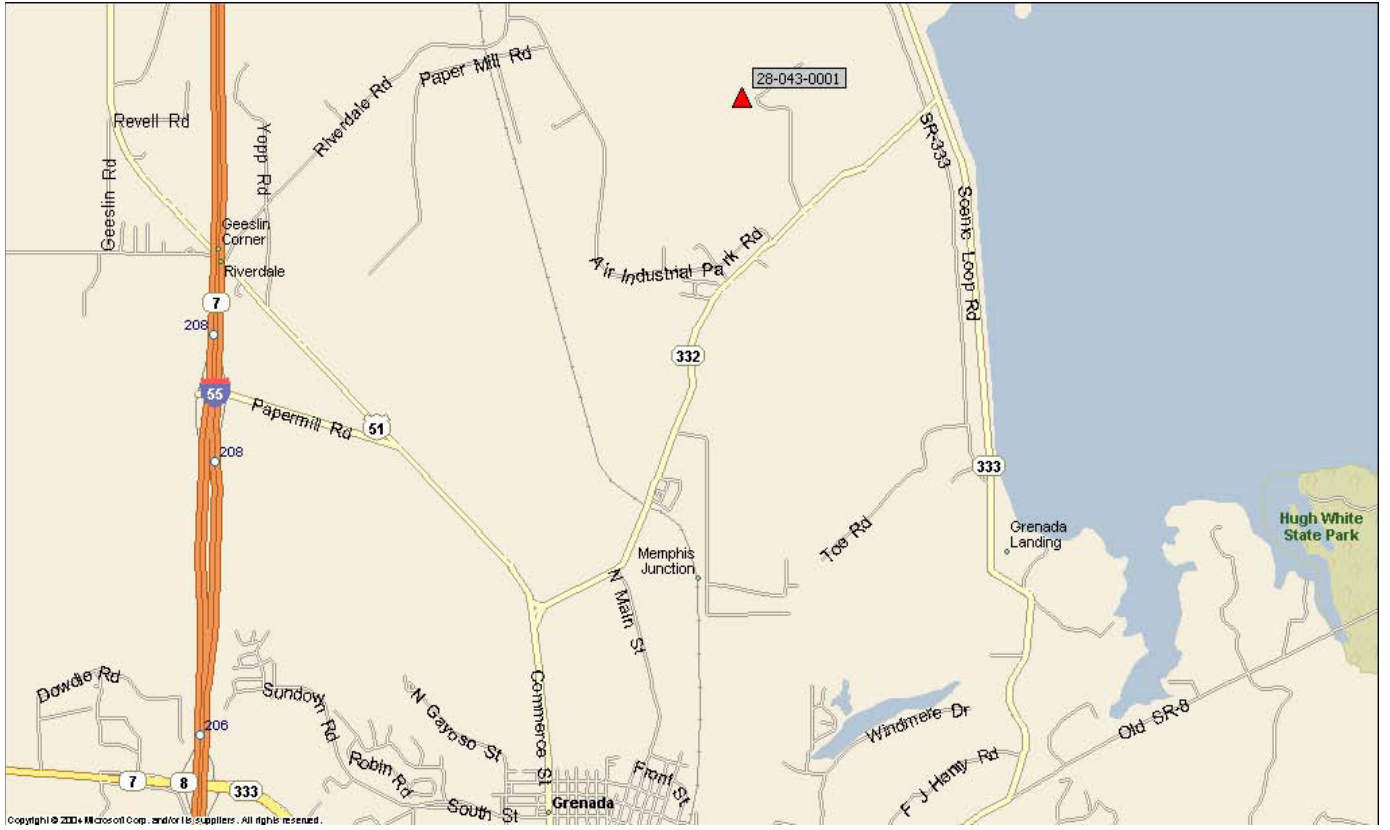 28-043-0001
Paper Mill Rd
Riverdale Rd
Revell Rd
Yopp Rd
Geeslin Rd
SR-333
Scenic Loop Rd
Geeslin
Corner
Riverdale
Air Industrial Park Rd
7
208
332
55
Papermill Rd
51
208
333
Toe Rd
Grenada
Landing
Hugh White
State Park
Memphis
Junction
N Main St
Dowdle Rd
Sundown Rd
N Gayoso St
Commerce St
Windmere Dr
Old SR-8
206
F J Henry Rd
Robin Rd
Front St
7
8
333
South St
Grenada
Copyright © 2004 Microsoft Corp. and/or its suppliers. All rights reserved.